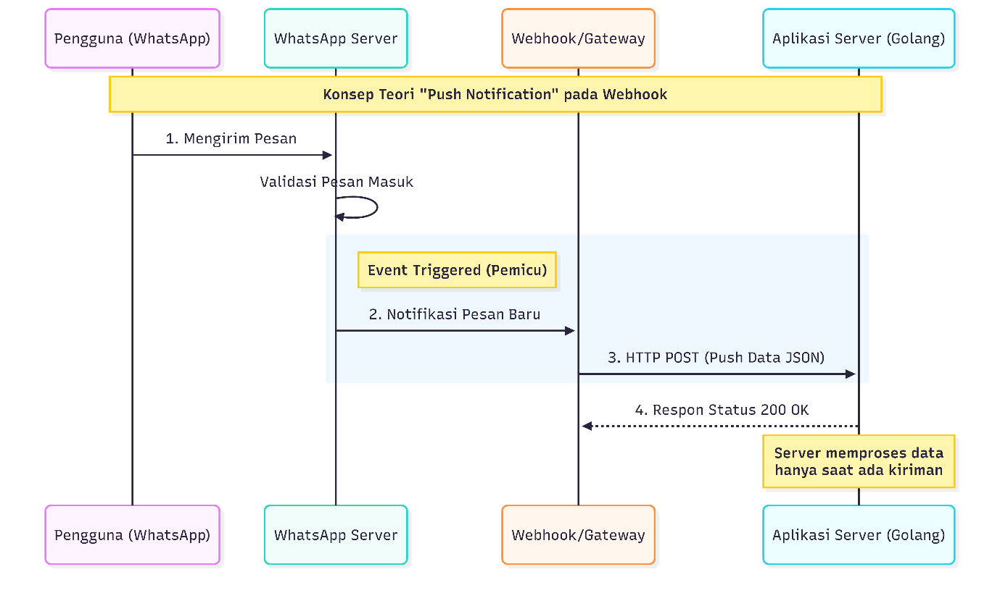 Pengguna (WhatsApp)
WhatsApp Server
Webhook/Gateway
Aplikasi Server (Golang)
Konsep Teori "Push Notification" pada Webhook
1. Mengirim Pesan
Validasi Pesan Masuk
Event Triggered (Pemicu)
2. Notifikasi Pesan Baru
3. HTTP POST (Push Data JSON)
4. Respon Status 200 OK
Server memproses data
hanya saat ada kiriman
Pengguna (WhatsApp)
WhatsApp Server
Webhook/Gateway
Aplikasi Server (Golang)